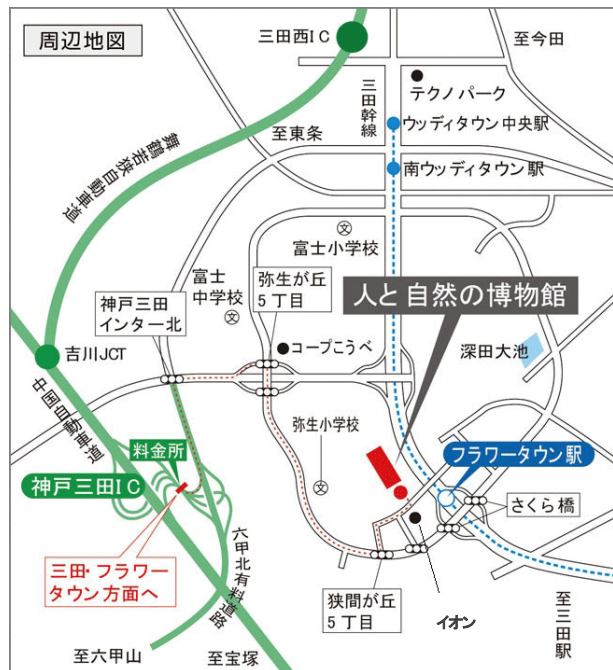 周辺地図
三田西IC
至今田
三田幹線
テクノパーク
ウッディタウン中央駅
至東条
舞鶴若狭自動車道
南ウッディタウン駅
文
富士小学校
弥生が丘
5丁目
富士
中学校
文
神戸三田
インター北
人と自然の博物館
コープこうべ
吉川JCT
深田大池
中国自動車道
弥生小学校
料金所
フラワータウン駅
神戸三田IC
文
さくら橋
三田・フラワー
タウン方面へ
六甲北有料道路
狭間が丘
5丁目
イオン
至三田駅
至六甲山
至宝塚